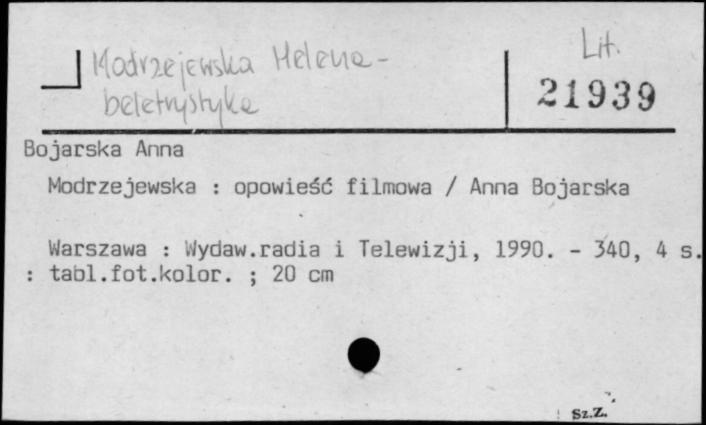 Modrzejewska Helena -
beletrystyka
Lit.
21939
Bojarska Anna
Modrzejewska : opowieść filmowa / Anna Bojarska
Warszawa : Wydaw.radia i Telewizji, 1990. - 340, 4 s.
: tabl.fot.kolor. ; 20 cm
Sz.Z.